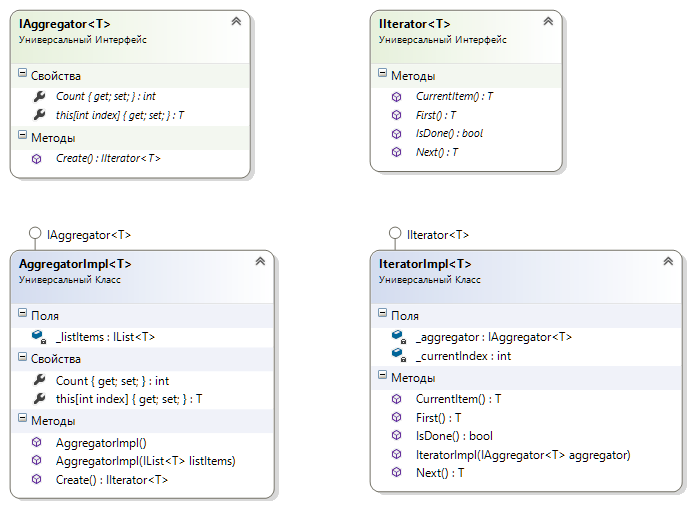 IAggregator<T>
Универсальный Интерфейс
Свойства
Count { get; set; } : int
this[int index] { get; set; } : T
Методы
Create() : IIterator<T>
IIterator<T>
Универсальный Интерфейс
Методы
CurrentItem() : T
First() : T
IsDone() : bool
Next() : T
IAggregator<T>
AggregatorImpl<T>
Универсальный Класс
Поля
_listItems : IList<T>
Свойства
Count { get; set; } : int
this[int index] { get; set; } : T
Методы
AggregatorImpl()
AggregatorImpl(IList<T> listItems)
Create() : IIterator<T>
IIterator<T>
IteratorImpl<T>
Универсальный Класс
Поля
_aggregator : IAggregator<T>
_currentIndex : int
Методы
CurrentItem() : T
First() : T
IsDone() : bool
IteratorImpl(IAggregator<T> aggregator)
Next() : T